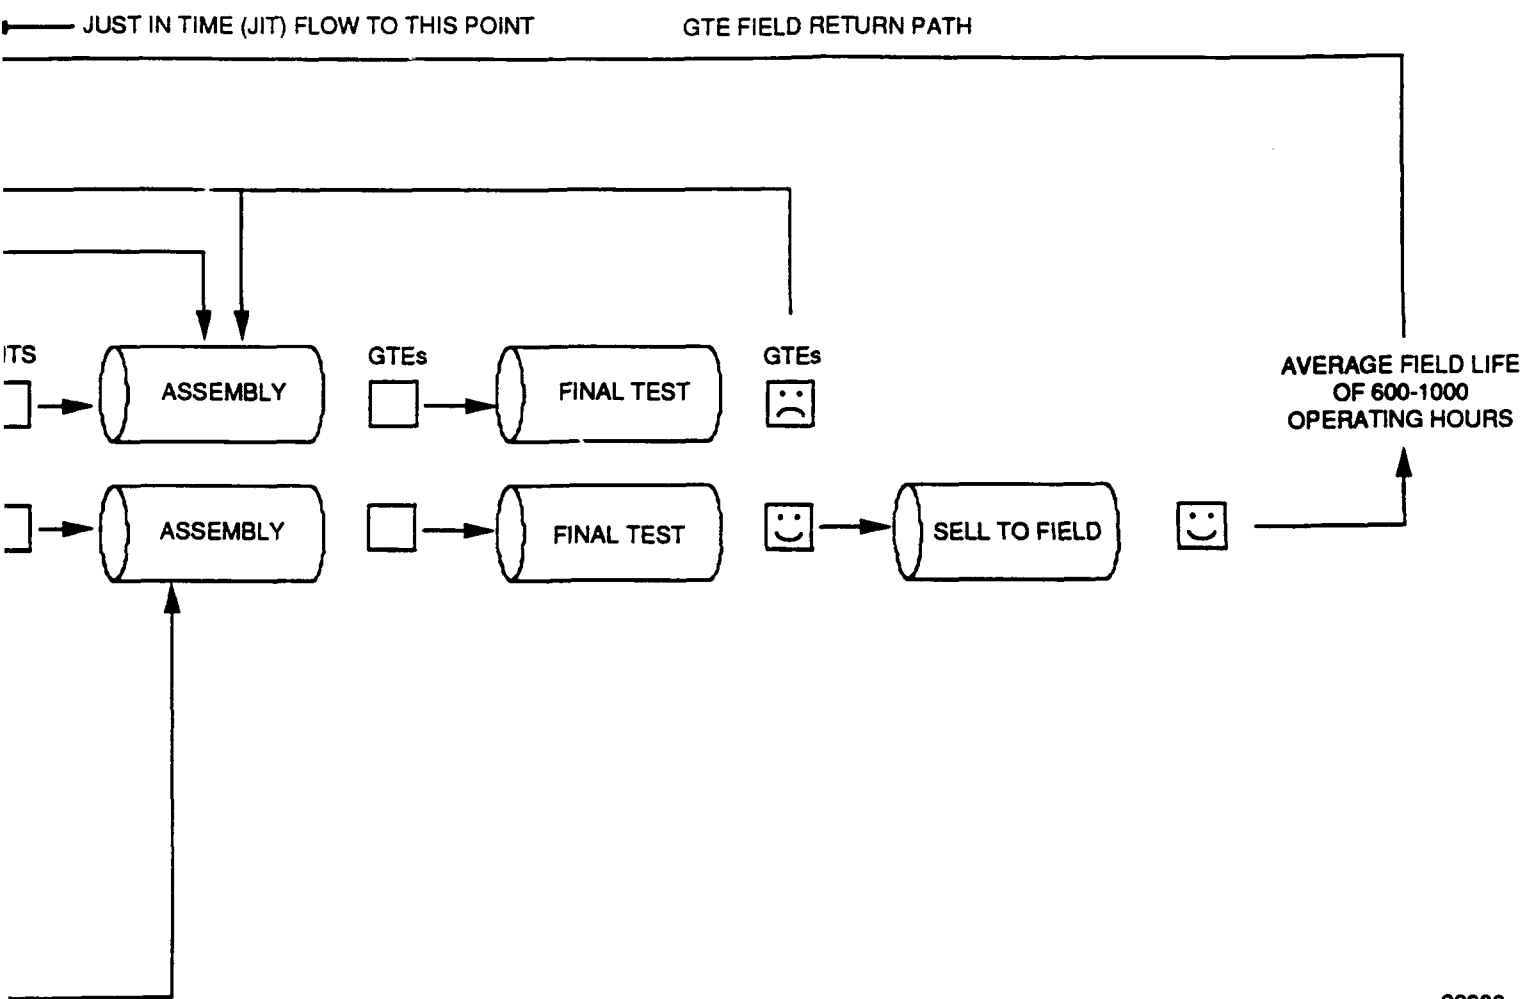 JUST IN TIME (JIT) FLOW TO THIS POINT
GTE FIELD RETURN PATH
GTEs
GTEs
ASSEMBLY
FINAL TEST
AVERAGE FIELD LIFE
OF 600-1000
OPERATING HOURS
ASSEMBLY
FINAL TEST
SELL TO FIELD